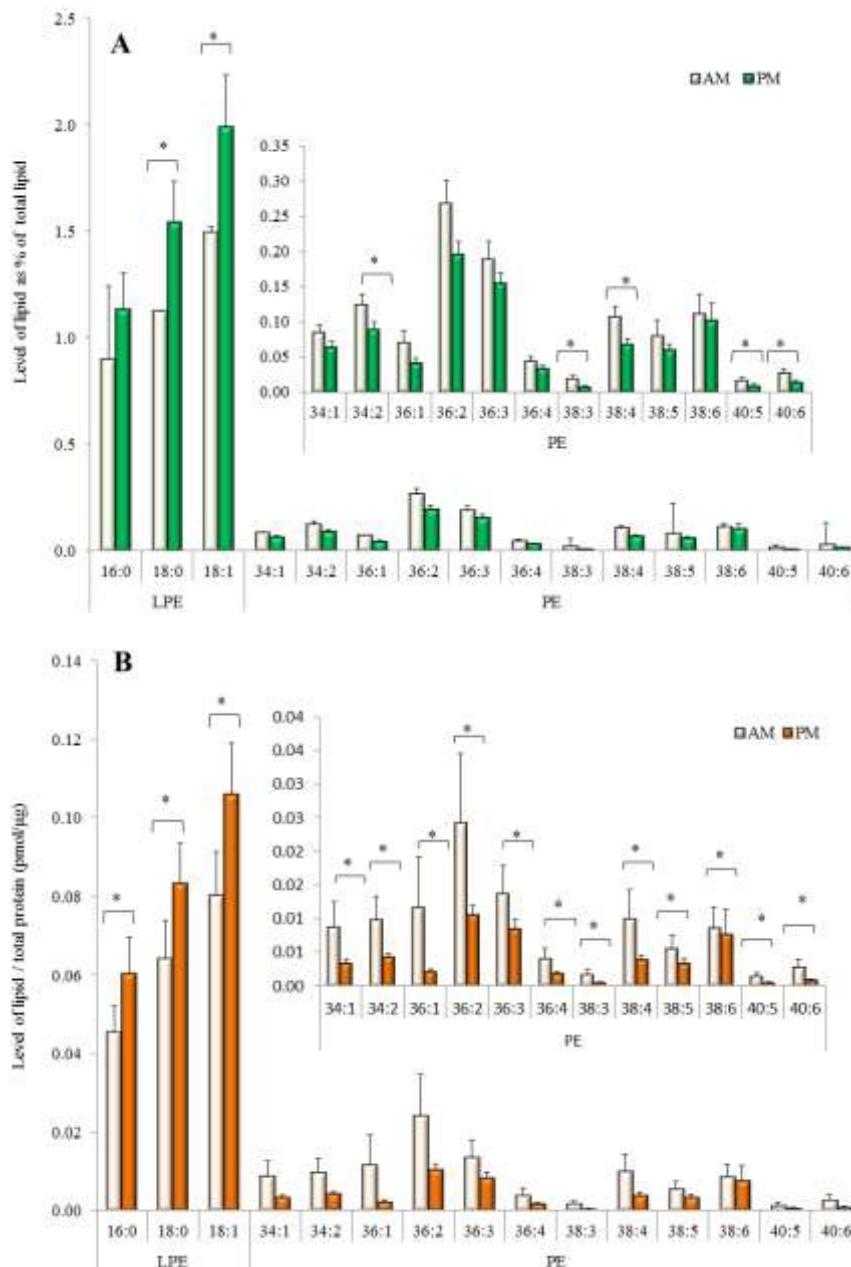 A
Level of lipid as % of total lipid
2.5
2.0
1.5
1.0
0.5
0.0
*
*
AM PM
0.35
0.30
0.25
0.20
0.15
0.10
0.05
0.00
* * * * *
34:1 34:2 36:1 36:2 36:3 36:4 38:3 38:4 38:5 38:6 40:5 40:6
PE
16:0 18:0 18:1 34:1 34:2 36:1 36:2 36:3 36:4 38:3 38:4 38:5 38:6 40:5 40:6
LPE PE
B
Level of lipid / total protein (pmol/µg)
0.14
0.12
0.10
0.08
0.06
0.04
0.02
0.00
*
*
*
AM PM
0.04
0.04
0.03
0.03
0.02
0.02
0.01
0.01
0.00
* * * * * * * * * * * *
34:1 34:2 36:1 36:2 36:3 36:4 38:3 38:4 38:5 38:6 40:5 40:6
PE
16:0 18:0 18:1 34:1 34:2 36:1 36:2 36:3 36:4 38:3 38:4 38:5 38:6 40:5 40:6
LPE PE